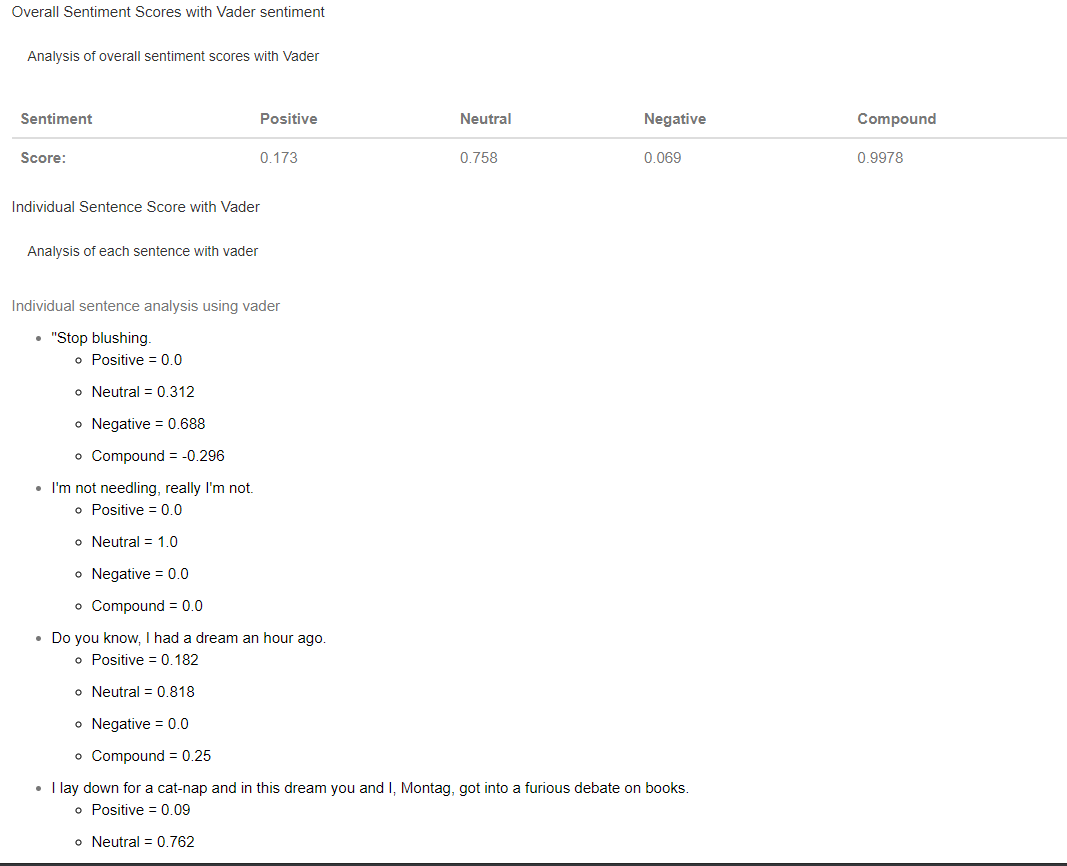 Overall Sentiment Scores with Vader sentiment
Analysis of overall sentiment scores with Vader
Sentiment Positive Neutral Negative Compound
Score: 0.173 0.758 0.069 0.9978
Individual Sentence Score with Vader
Analysis of each sentence with vader
Individual sentence analysis using vader
"Stop blushing.
Positive = 0.0
Neutral = 0.312
Negative = 0.688
Compound = -0.296
I'm not needling, really I'm not.
Positive = 0.0
Neutral = 1.0
Negative = 0.0
Compound = 0.0
Do you know, I had a dream an hour ago.
Positive = 0.182
Neutral = 0.818
Negative = 0.0
Compound = 0.25
I lay down for a cat-nap and in this dream you and I, Montag, got into a furious debate on books.
Positive = 0.09
Neutral = 0.762